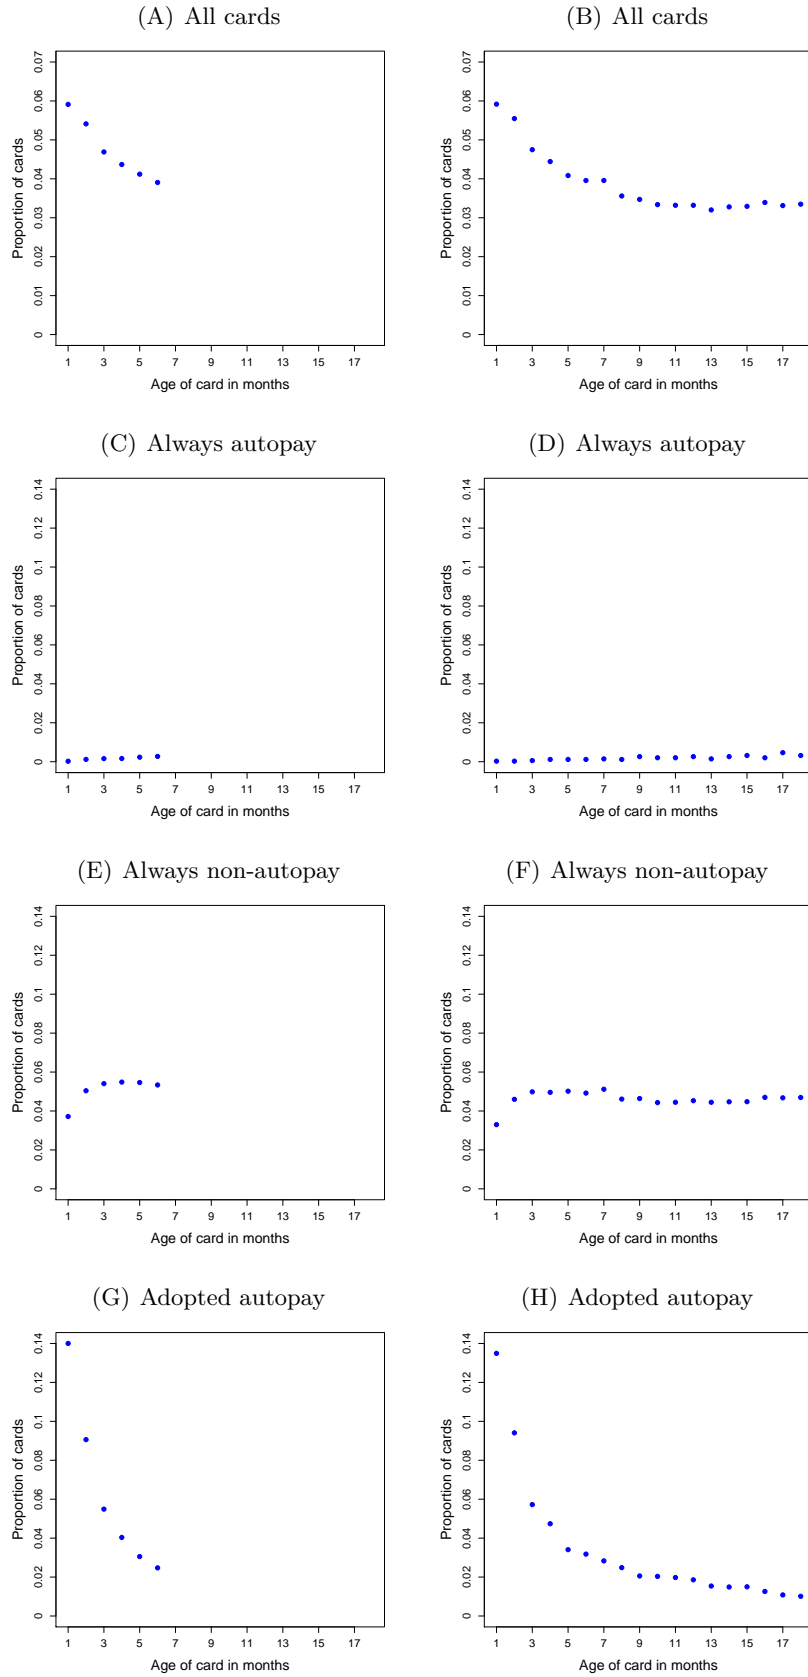 (A) All cards
0.07
0.06
0.05
0.04
0.03
0.02
0.01
0
Proportion of cards
1 3 5 7 9 11 13 15 17
Age of card in months
(B) All cards
0.07
0.06
0.05
0.04
0.03
0.02
0.01
0
Proportion of cards
1 3 5 7 9 11 13 15 17
Age of card in months
(C) Always autopay
0.14
0.12
0.1
0.08
0.06
0.04
0.02
0
Proportion of cards
1 3 5 7 9 11 13 15 17
Age of card in months
(D) Always autopay
0.14
0.12
0.1
0.08
0.06
0.04
0.02
0
Proportion of cards
1 3 5 7 9 11 13 15 17
Age of card in months
(E) Always non-autopay
0.14
0.12
0.1
0.08
0.06
0.04
0.02
0
Proportion of cards
1 3 5 7 9 11 13 15 17
Age of card in months
(F) Always non-autopay
0.14
0.12
0.1
0.08
0.06
0.04
0.02
0
Proportion of cards
1 3 5 7 9 11 13 15 17
Age of card in months
(G) Adopted autopay
0.14
0.12
0.1
0.08
0.06
0.04
0.02
0
Proportion of cards
1 3 5 7 9 11 13 15 17
Age of card in months
(H) Adopted autopay
0.14
0.12
0.1
0.08
0.06
0.04
0.02
0
Proportion of cards
1 3 5 7 9 11 13 15 17
Age of card in months